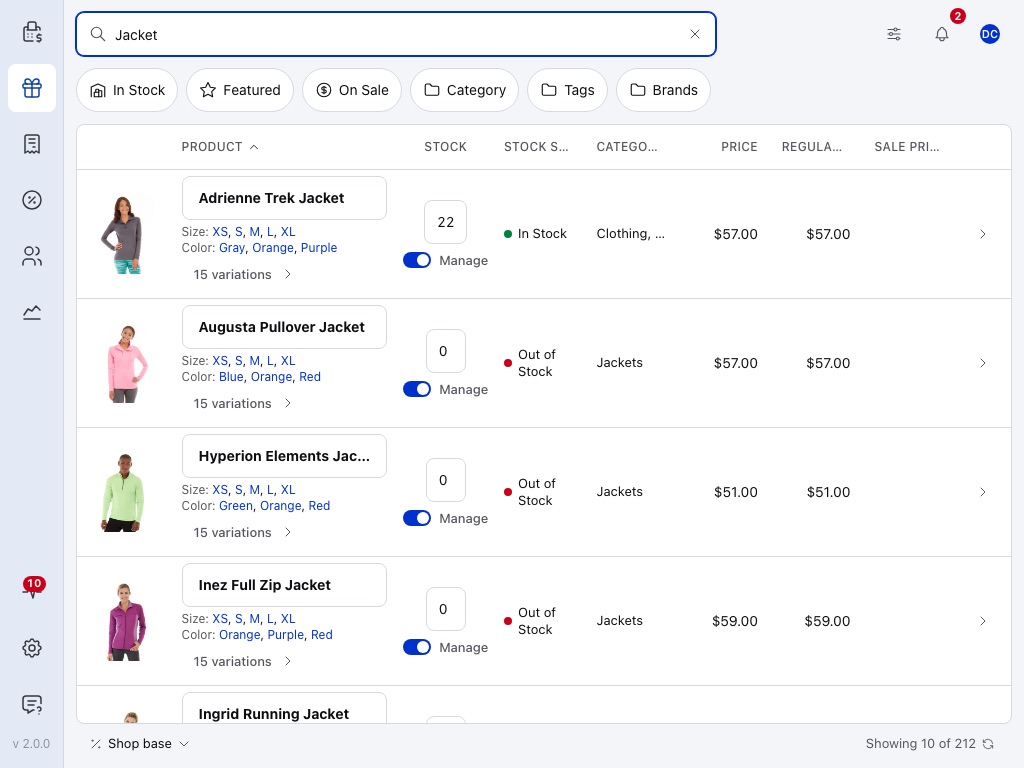 Jacket
2
DC
In Stock
Featured
On Sale
Category
Tags
Brands
PRODUCT
STOCK
STOCK S...
CATEGO...
PRICE
REGULA...
SALE PRI...
Adrienne Trek Jacket
Size: XS, S, M, L, XL
Color: Gray, Orange, Purple
15 variations
22
Manage
In Stock
Clothing, ...
$57.00
$57.00
Augusta Pullover Jacket
Size: XS, S, M, L, XL
Color: Blue, Orange, Red
15 variations
0
Manage
Out of
Stock
Jackets
$57.00
$57.00
Hyperion Elements Jac...
Size: XS, S, M, L, XL
Color: Green, Orange, Red
15 variations
0
Manage
Out of
Stock
Jackets
$51.00
$51.00
Inez Full Zip Jacket
Size: XS, S, M, L, XL
Color: Orange, Purple, Red
15 variations
0
Manage
Out of
Stock
Jackets
$59.00
$59.00
Ingrid Running Jacket
10
v 2.0.0
Shop base
Showing 10 of 212